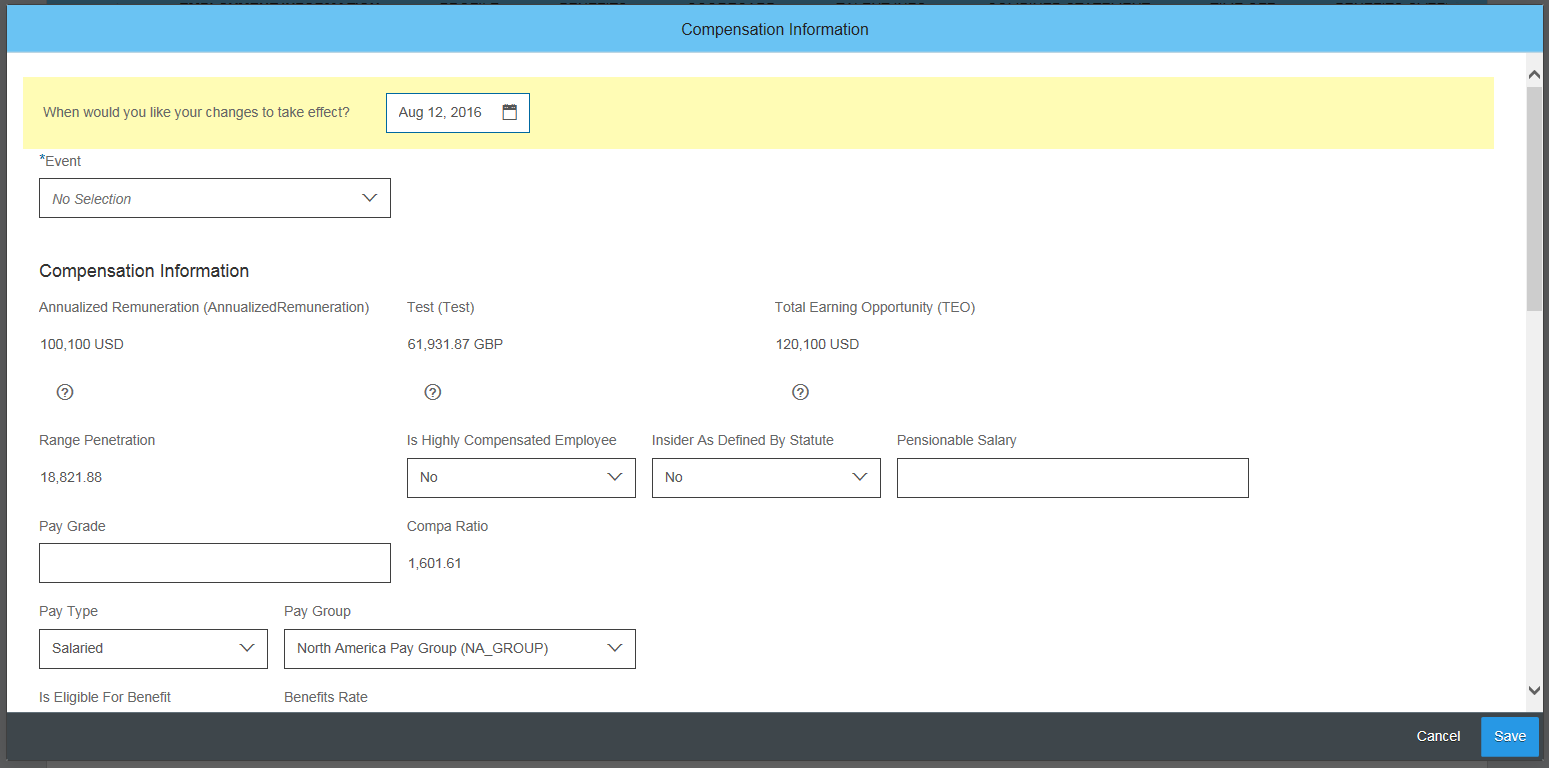 Compensation Information
When would you like your changes to take effect? Aug 12, 2016
*Event
No Selection
Compensation Information
Annualized Remuneration (AnnualizedRemuneration) Test (Test) Total Earning Opportunity (TEO)
100,100 USD 61,931.87 GBP 120,100 USD
Range Penetration Is Highly Compensated Employee Insider As Defined By Statute Pensionable Salary
18,821.88 No No
Pay Grade Compa Ratio
1,601.61
Pay Type Pay Group
Salaried North America Pay Group (NA_GROUP)
Is Eligible For Benefit Benefits Rate
Cancel Save